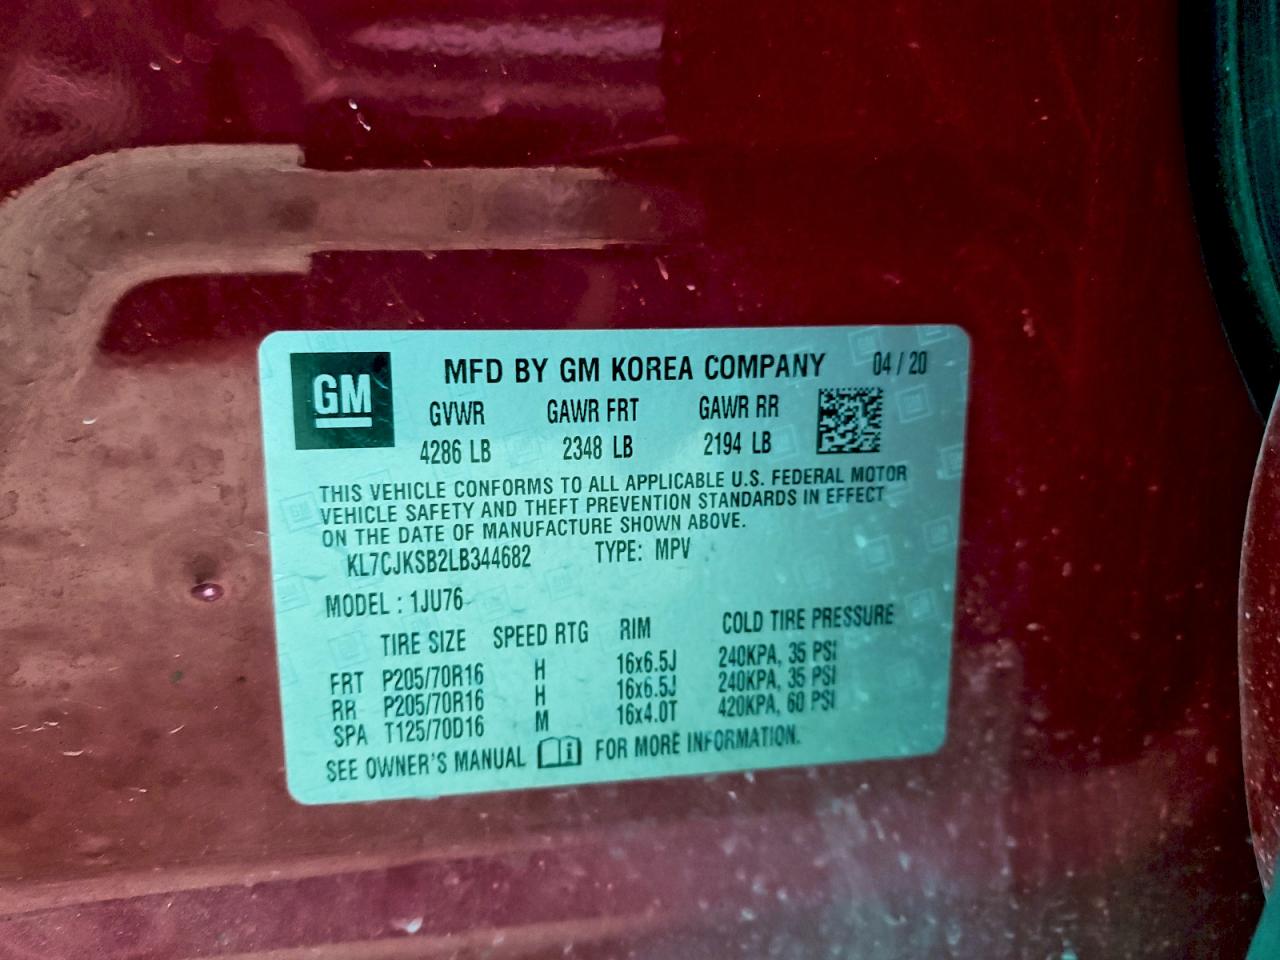 GM
MFD BY GM KOREA COMPANY 04 / 20
GVWR GAWR FRT GAWR RR
4286 LB 2348 LB 2194 LB
THIS VEHICLE CONFORMS TO ALL APPLICABLE U.S. FEDERAL MOTOR
VEHICLE SAFETY AND THEFT PREVENTION STANDARDS IN EFFECT
ON THE DATE OF MANUFACTURE SHOWN ABOVE.
KL7CJKSB2LB344682 TYPE: MPV
MODEL : 1JU76
TIRE SIZE SPEED RTG RIM COLD TIRE PRESSURE
FRT P205/70R16 H 16x6.5J 240KPA, 35 PSI
RR P205/70R16 H 16x6.5J 240KPA, 35 PSI
SPA T125/70D16 M 16x4.0T 420KPA, 60 PSI
SEE OWNER'S MANUAL FOR MORE INFORMATION.